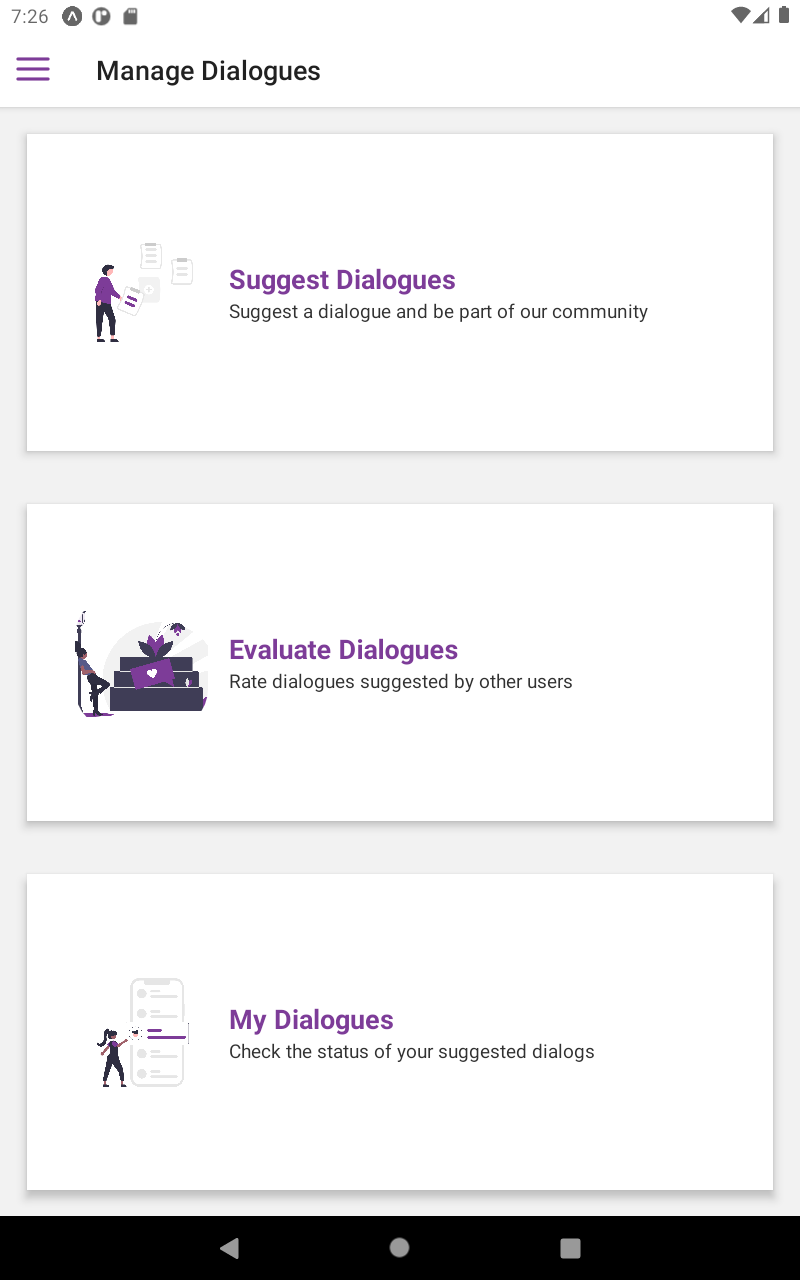 7:26
Manage Dialogues
Suggest Dialogues
Suggest a dialogue and be part of our community
Evaluate Dialogues
Rate dialogues suggested by other users
My Dialogues
Check the status of your suggested dialogs